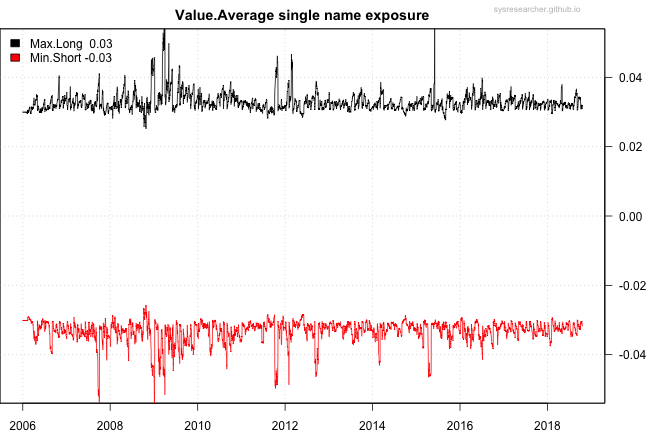 Value.Average single name exposure
sysresearcher.github.io
Max.Long 0.03
Min.Short -0.03
0.04
0.02
0.00
-0.02
-0.04
2006 2008 2010 2012 2014 2016 2018